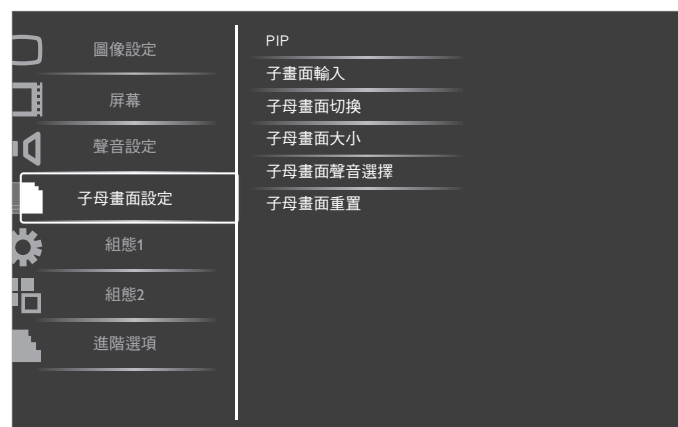 圖像設定
屏幕
聲音設定
子母畫面設定
組態1
組態2
進階選項
PIP
子畫面輸入
子母畫面切換
子母畫面大小
子母畫面聲音選擇
子母畫面重置